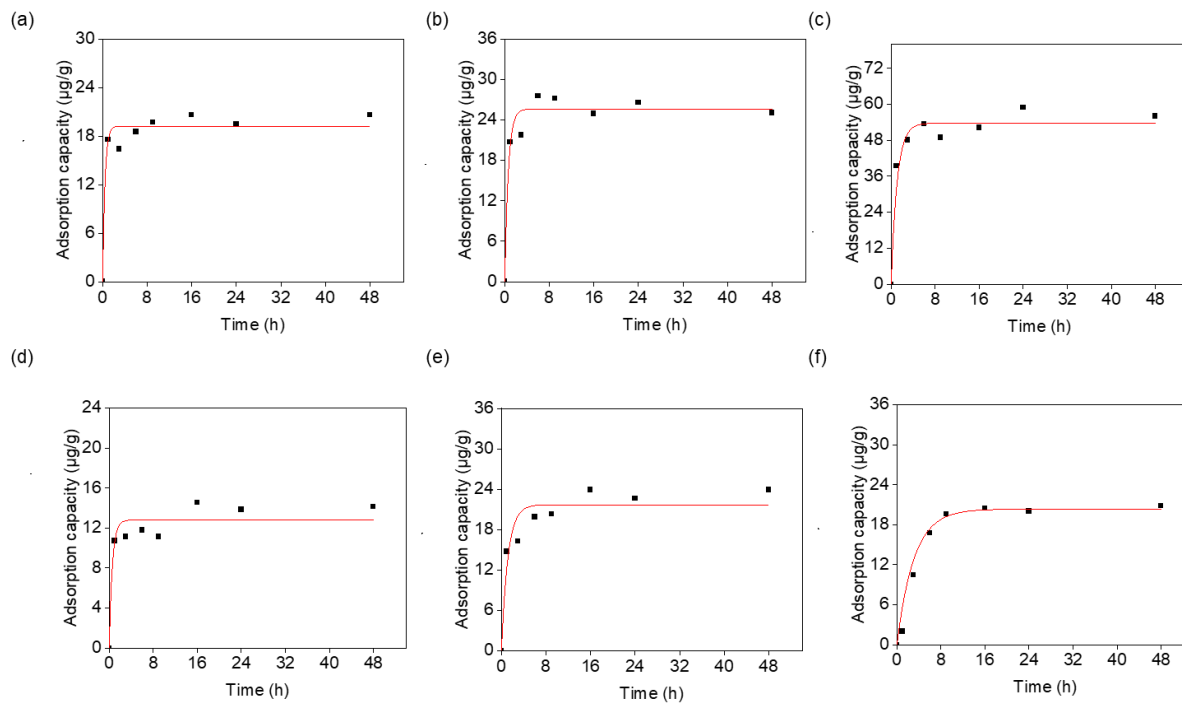 (a)
(b)
(c)
30
24
18
12
6
0
Adsorption capacity (µg/g)
0 8 16 24 32 40 48
Time (h)
36
30
24
18
12
6
0
Adsorption capacity (µg/g)
0 8 16 24 32 40 48
Time (h)
72
60
48
36
24
12
0
Adsorption capacity (µg/g)
0 8 16 24 32 40 48
Time (h)
(d)
(e)
(f)
24
20
16
12
8
4
0
Adsorption capacity (µg/g)
0 8 16 24 32 40 48
Time (h)
36
30
24
18
12
6
0
Adsorption capacity (µg/g)
0 8 16 24 32 40 48
Time (h)
36
30
24
18
12
6
0
Adsorption capacity (µg/g)
0 8 16 24 32 40 48
Time (h)